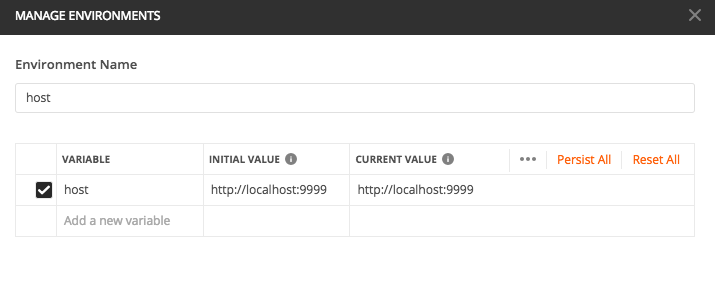 MANAGE ENVIRONMENTS
Environment Name
host
VARIABLE INITIAL VALUE CURRENT VALUE Persist All Reset All
host http://localhost:9999 http://localhost:9999
Add a new variable